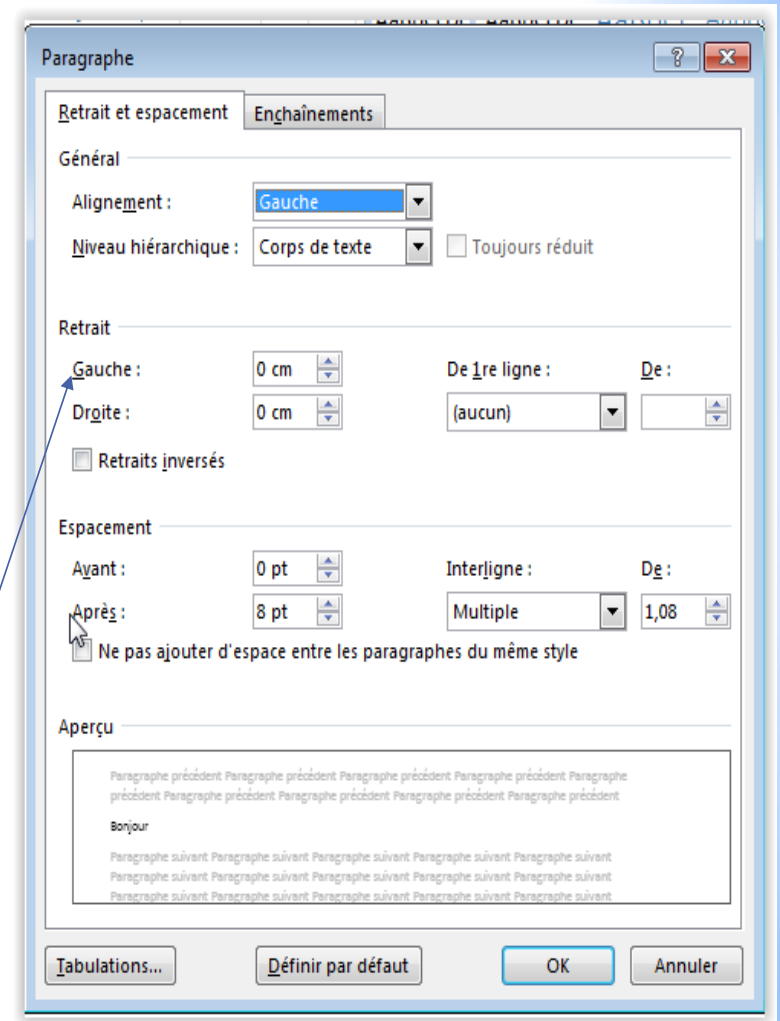 Paragraphe
Retrait et espacement Enchaînements
Général
Alignement : Gauche
Niveau hiérarchique : Corps de texte Toujours réduit
Retrait
Gauche : 0 cm De 1re ligne : De :
Droite : 0 cm (aucun)
Retraits inversés
Espacement
Avant : 0 pt Interligne : De :
Après : 8 pt Multiple 1,08
Ne pas ajouter d'espace entre les paragraphes du même style
Aperçu
Paragraphe précédent Paragraphe précédent Paragraphe précédent Paragraphe précédent Paragraphe
précédent Paragraphe précédent Paragraphe précédent Paragraphe précédent Paragraphe précédent
Bonjour
Paragraphe suivant Paragraphe suivant Paragraphe suivant Paragraphe suivant Paragraphe suivant
Paragraphe suivant Paragraphe suivant Paragraphe suivant Paragraphe suivant Paragraphe suivant
Paragraphe suivant Paragraphe suivant Paragraphe suivant Paragraphe suivant Paragraphe suivant
Tabulations... Définir par défaut OK Annuler